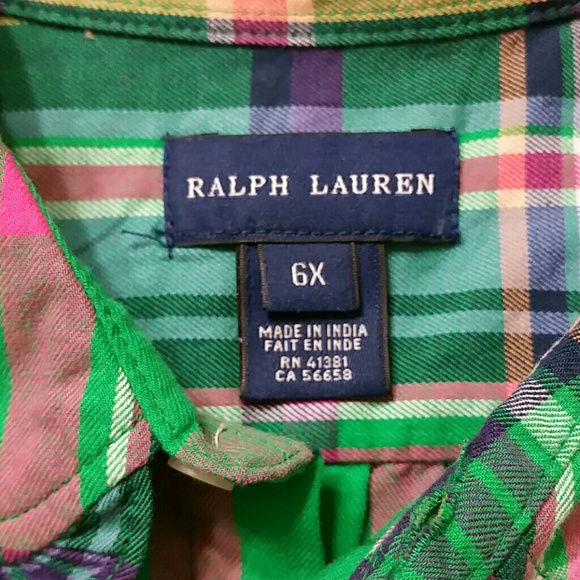 RALPH LAUREN
6X
MADE IN INDIA
FAIT EN INDE
RN 41381
CA 56658